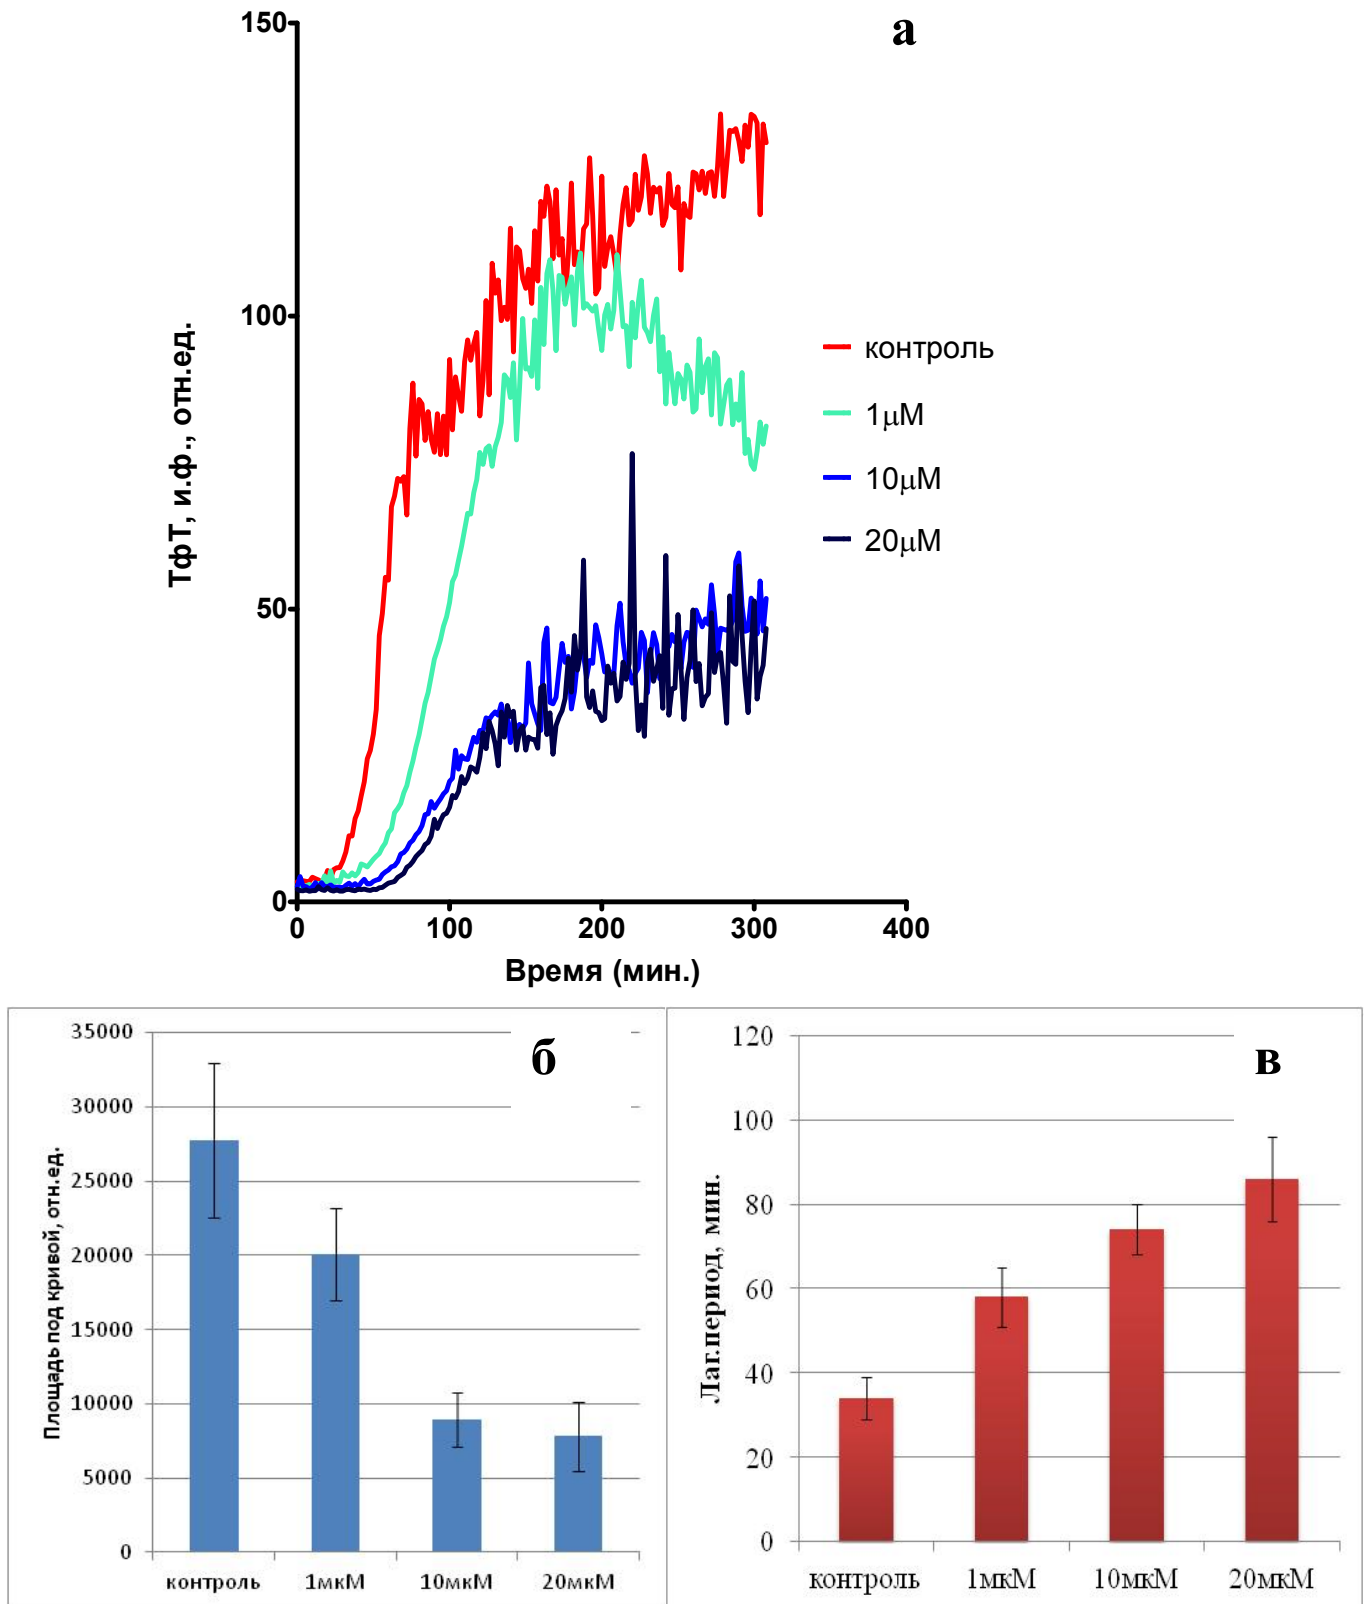 а
150
100
50
0
0 100 200 300 400
ТфТ, и.ф., отн.ед.
Время (мин.)
контроль
1μM
10μM
20μM
б
35000
30000
25000
20000
15000
10000
5000
0
Площадь под кривой, отн.ед.
контроль 1мкМ 10мкМ 20мкМ
в
120
100
80
60
40
20
0
Лаг.период, мин.
контроль 1мкМ 10мкМ 20мкМ